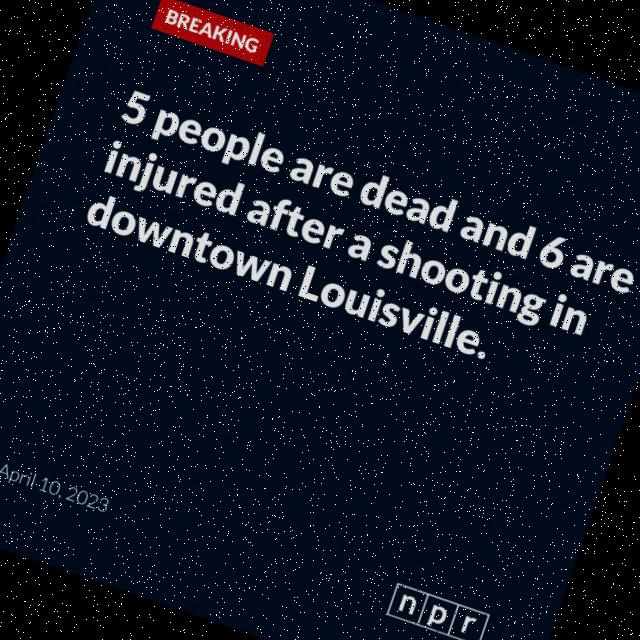 BREAKING
5 people are dead and 6 are
injured after a shooting in
downtown Louisville.
April 10, 2023
npr